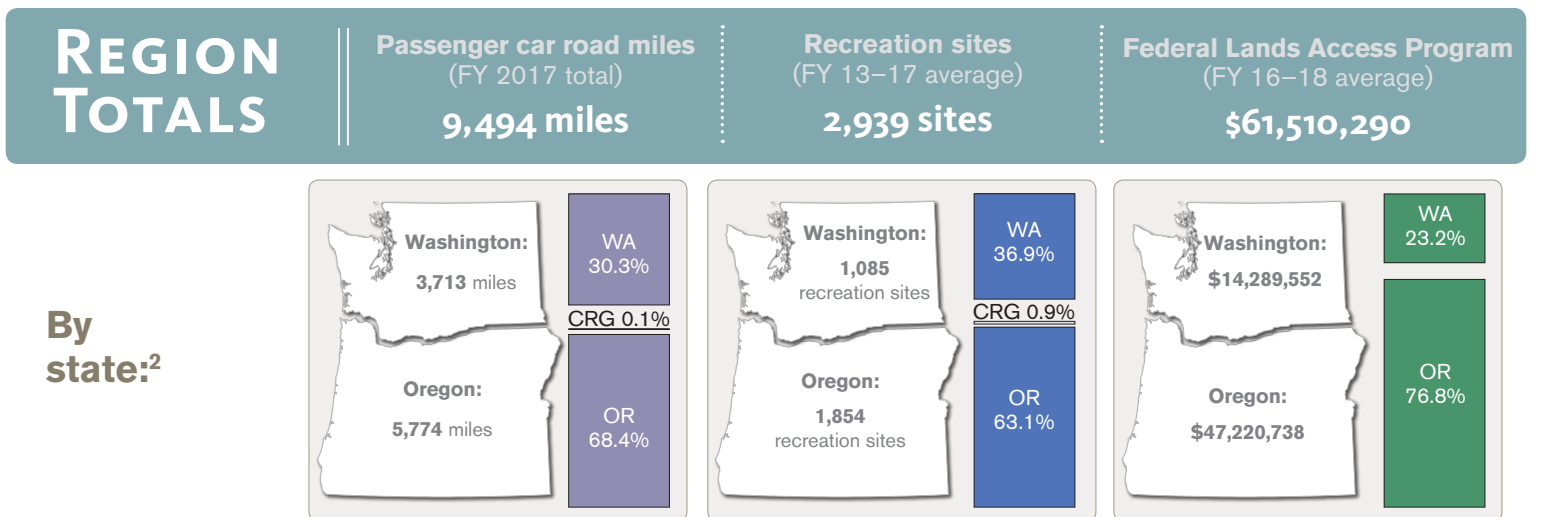 REGION
TOTALS
Passenger car road miles
(FY 2017 total)
9,494 miles
Recreation sites
(FY 13–17 average)
2,939 sites
Federal Lands Access Program
(FY 16–18 average)
$61,510,290
By
state:²
Washington:
3,713 miles
Oregon:
5,774 miles
WA
30.3%
CRG 0.1%
OR
68.4%
Washington:
1,085
recreation sites
Oregon:
1,854
recreation sites
WA
36.9%
CRG 0.9%
OR
63.1%
Washington:
$14,289,552
Oregon:
$47,220,738
WA
23.2%
OR
76.8%